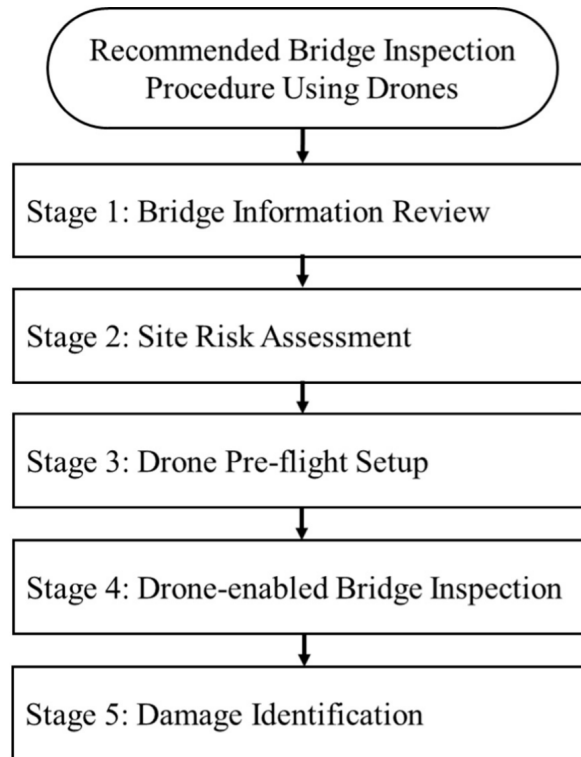 Recommended Bridge Inspection
Procedure Using Drones
Stage 1: Bridge Information Review
Stage 2: Site Risk Assessment
Stage 3: Drone Pre-flight Setup
Stage 4: Drone-enabled Bridge Inspection
Stage 5: Damage Identification